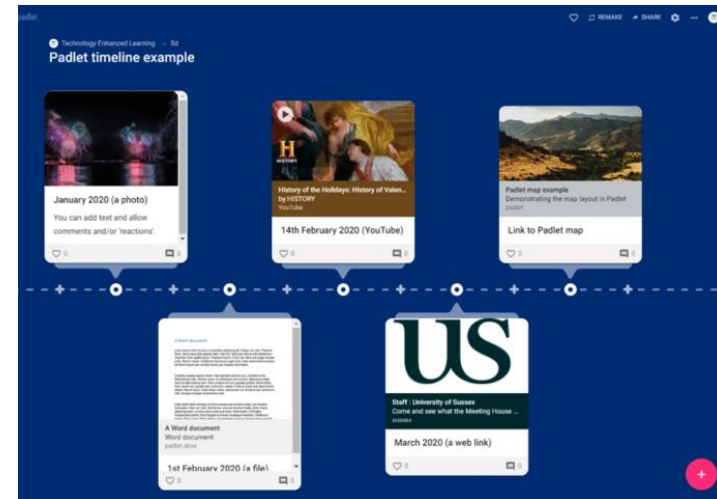 padlet
REMAKE
SHARE
Technology Enhanced Learning · 5d
Padlet timeline example
January 2020 (a photo)
You can add text and allow
comments and/or 'reactions'.
0
0
H
HISTORY
History of the Holidays: History of Valen...
by HISTORY
YouTube
14th February 2020 (YouTube)
0
0
Padlet map example
Demonstrating the map layout in Padlet
padlet
Link to Padlet map
0
0
A Word document
A Word document
Word document
padlet drive
1st February 2020 (a file)
0
0
US
Staff : University of Sussex
Come and see what the Meeting House ...
sussex
March 2020 (a web link)
0
0